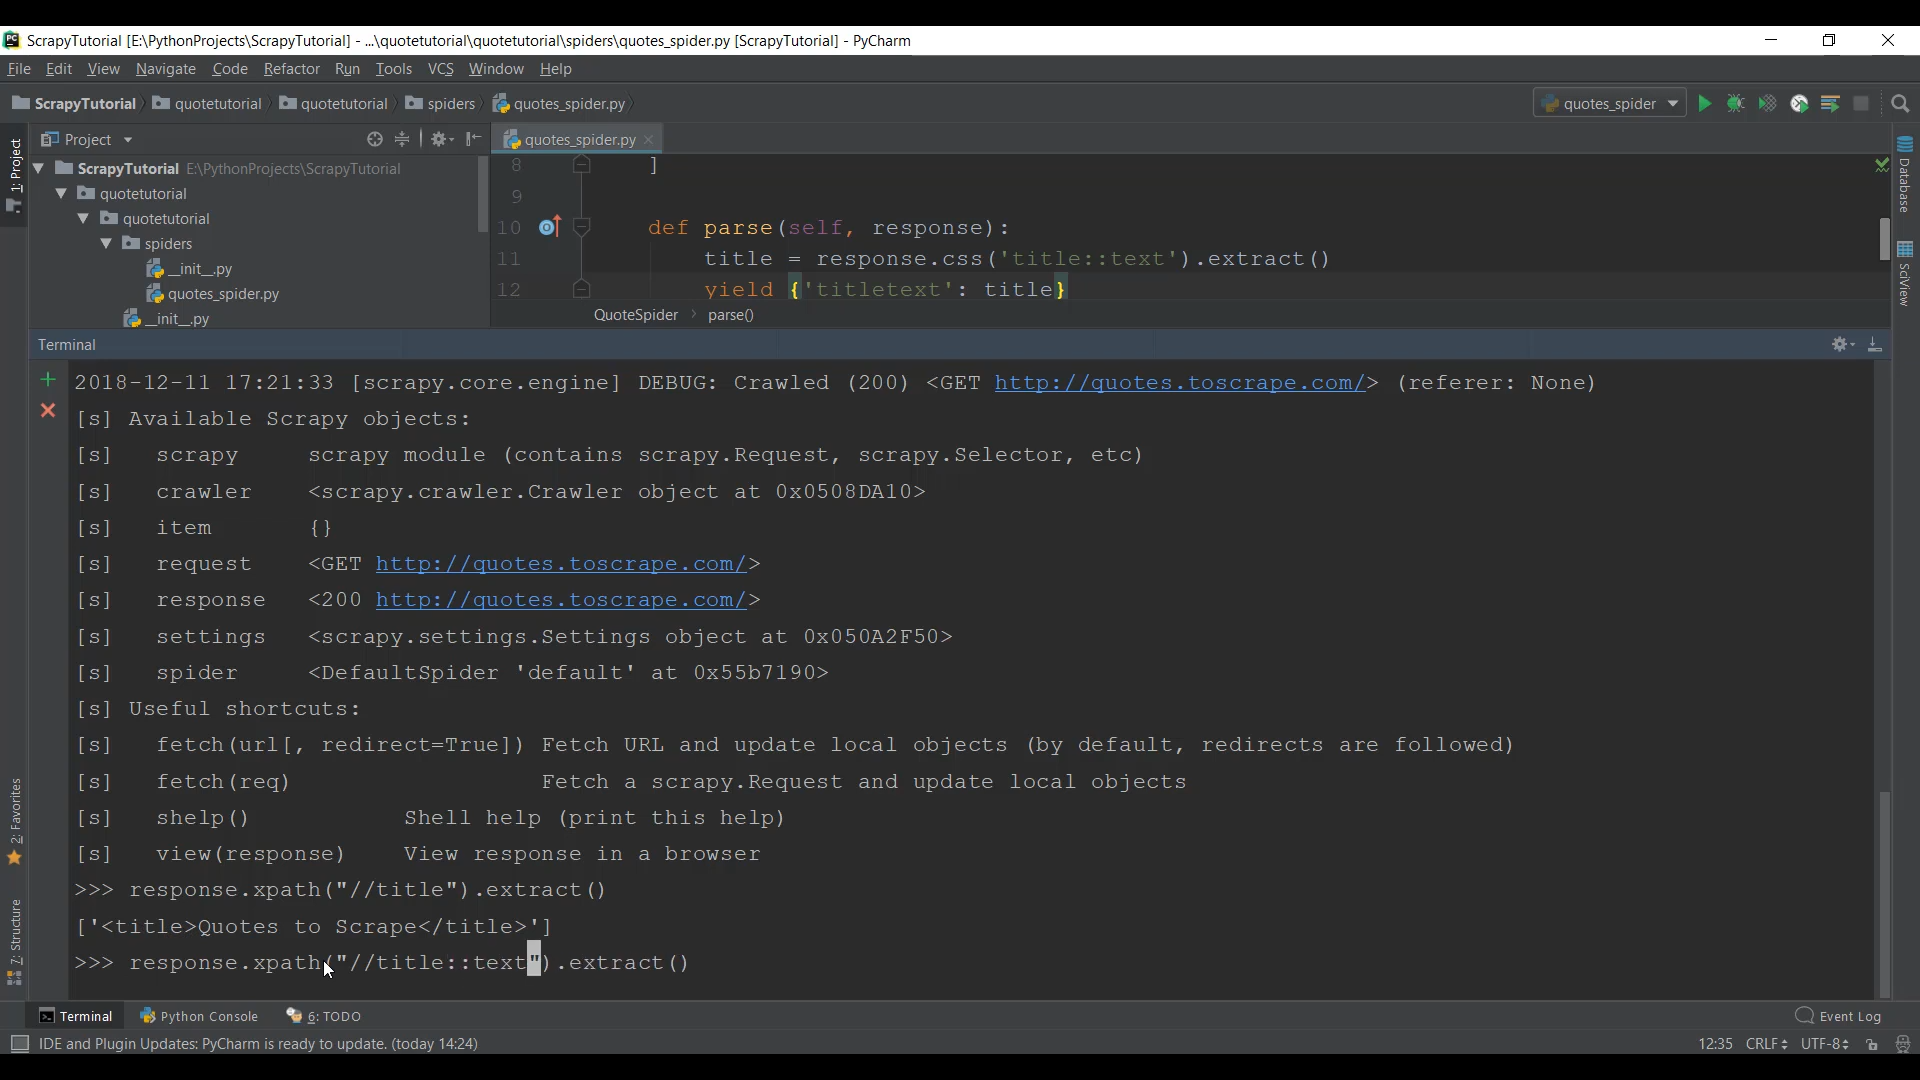 ScrapyTutorial [E:\PythonProjects\ScrapyTutorial] - ...\quotetutorial\quotetutorial\spiders\quotes_spider.py [ScrapyTutorial] - PyCharm
File Edit View Navigate Code Refactor Run Tools VCS Window Help
ScrapyTutorial quotetutorial quotetutorial spiders quotes_spider.py quotes_spider
1: Project
Project
ScrapyTutorial E:\PythonProjects\ScrapyTutorial
quotetutorial
quotetutorial
spiders
__init__.py
quotes_spider.py
__init__.py
quotes_spider.py
8 ]
9
10 def parse(self, response):
11 title = response.css('title::text').extract()
12 yield {'titletext': title}
QuoteSpider parse()
Database
SciView
Terminal
2018-12-11 17:21:33 [scrapy.core.engine] DEBUG: Crawled (200) <GET http://quotes.toscrape.com/> (referer: None)
[s] Available Scrapy objects:
[s] scrapy scrapy module (contains scrapy.Request, scrapy.Selector, etc)
[s] crawler <scrapy.crawler.Crawler object at 0x0508DA10>
[s] item {}
[s] request <GET http://quotes.toscrape.com/>
[s] response <200 http://quotes.toscrape.com/>
[s] settings <scrapy.settings.Settings object at 0x050A2F50>
[s] spider <DefaultSpider 'default' at 0x55b7190>
[s] Useful shortcuts:
[s] fetch(url[, redirect=True]) Fetch URL and update local objects (by default, redirects are followed)
[s] fetch(req) Fetch a scrapy.Request and update local objects
[s] shelp() Shell help (print this help)
[s] view(response) View response in a browser
>>> response.xpath("//title").extract()
['<title>Quotes to Scrape</title>']
>>> response.xpath("//title::text").extract()
2: Favorites
7: Structure
Terminal Python Console 6: TODO Event Log
IDE and Plugin Updates: PyCharm is ready to update. (today 14:24) 12:35 CRLF UTF-8